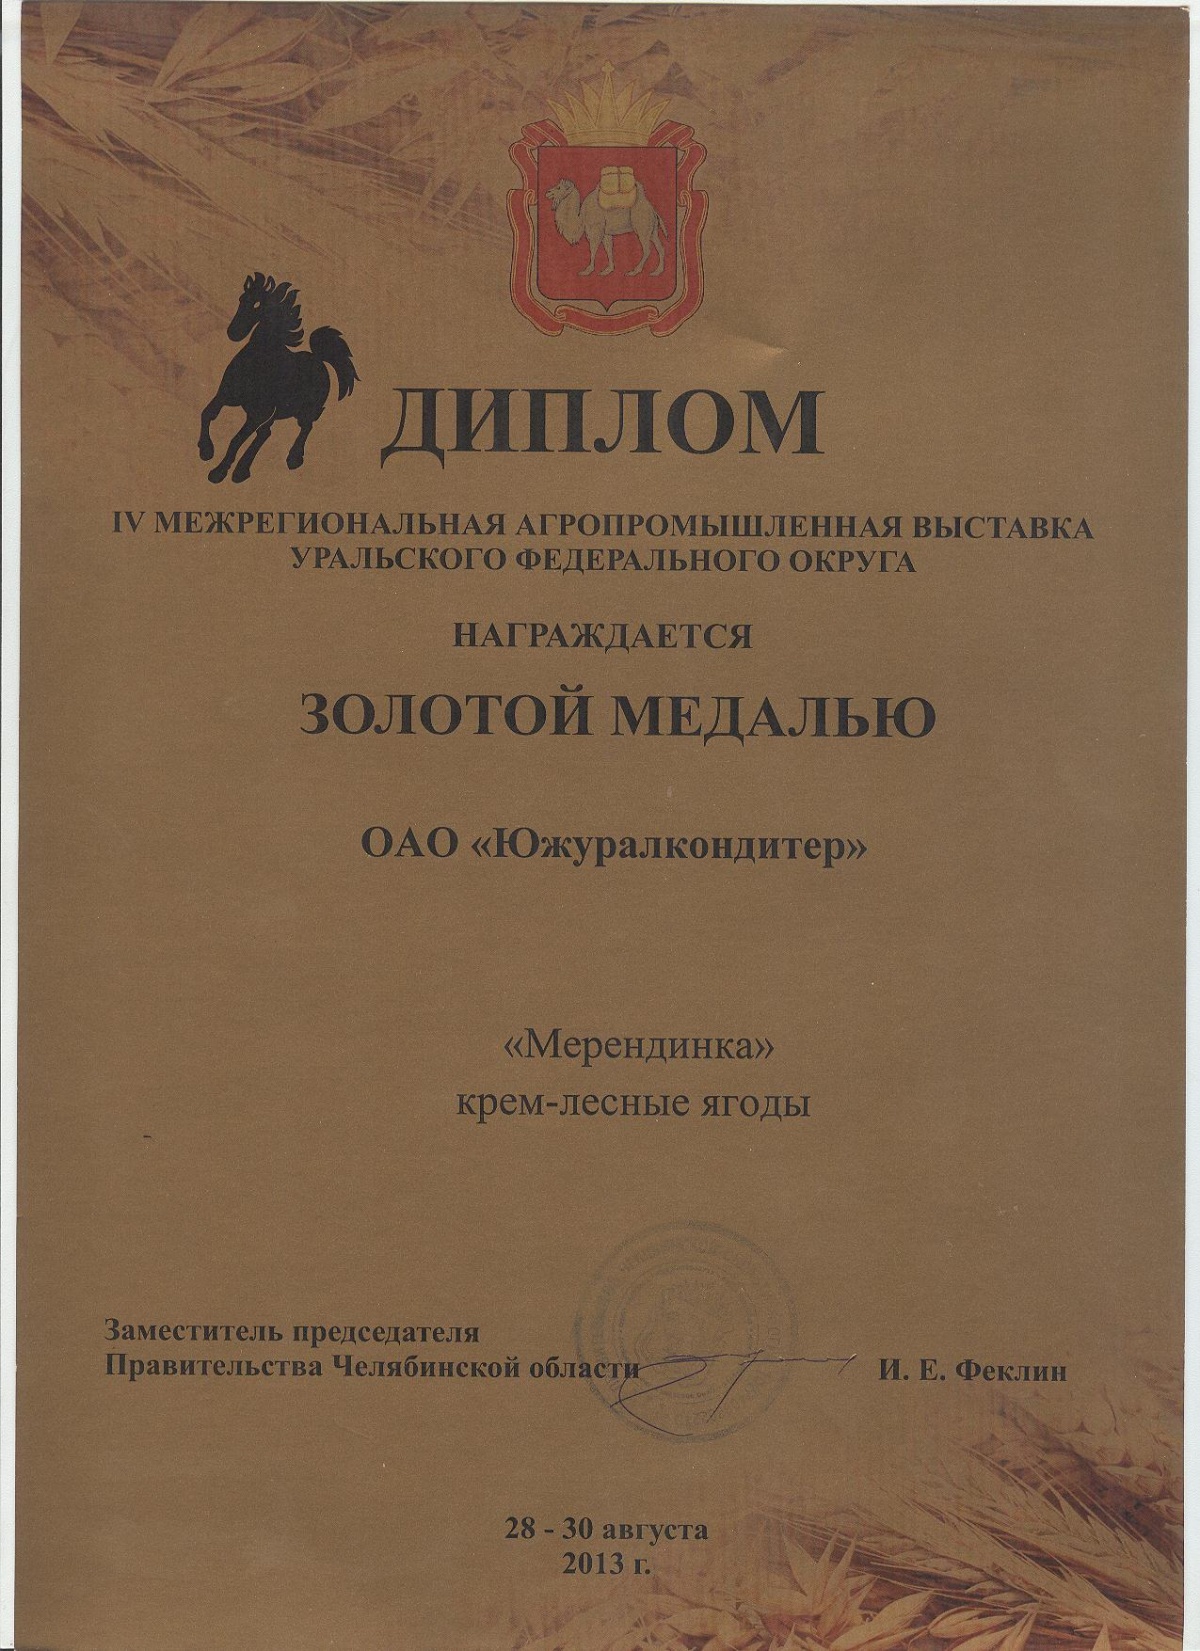 ДИПЛОМ
IV МЕЖРЕГИОНАЛЬНАЯ АГРОПРОМЫШЛЕННАЯ ВЫСТАВКА
УРАЛЬСКОГО ФЕДЕРАЛЬНОГО ОКРУГА
НАГРАЖДАЕТСЯ
ЗОЛОТОЙ МЕДАЛЬЮ
ОАО «Южуралкондитер»
«Мерендинка»
крем-лесные ягоды
Заместитель председателя
Правительства Челябинской области
И. Е. Феклин
28 - 30 августа
2013 г.